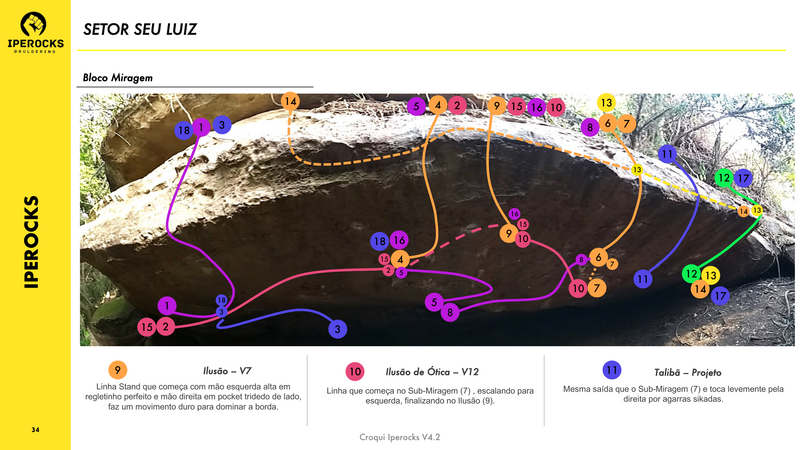 IPEROCKS
BOULDERING
SETOR SEU LUIZ
Bloco Miragem
IPEROCKS
14
5 4 2
9 15 16 10
13
8 6 7
18 1 3
11
12 17
13
14 13
16
15
9 10
18 16
15 4
2 5
8 6 7
11
12 13
14 17
10 7
1
15 2
18
3
3
5
8
9 Ilusão – V7
Linha Stand que começa com mão esquerda alta em
regletinho perfeito e mão direita em pocket tridedo de lado,
faz um movimento duro para dominar a borda.
10 Ilusão de Ótica – V12
Linha que começa no Sub-Miragem (7) , escalando para
esquerda, finalizando no Ilusão (9).
11 Talibã – Projeto
Mesma saída que o Sub-Miragem (7) e toca levemente pela
direita por agarras sikadas.
34
Croqui Iperocks V4.2